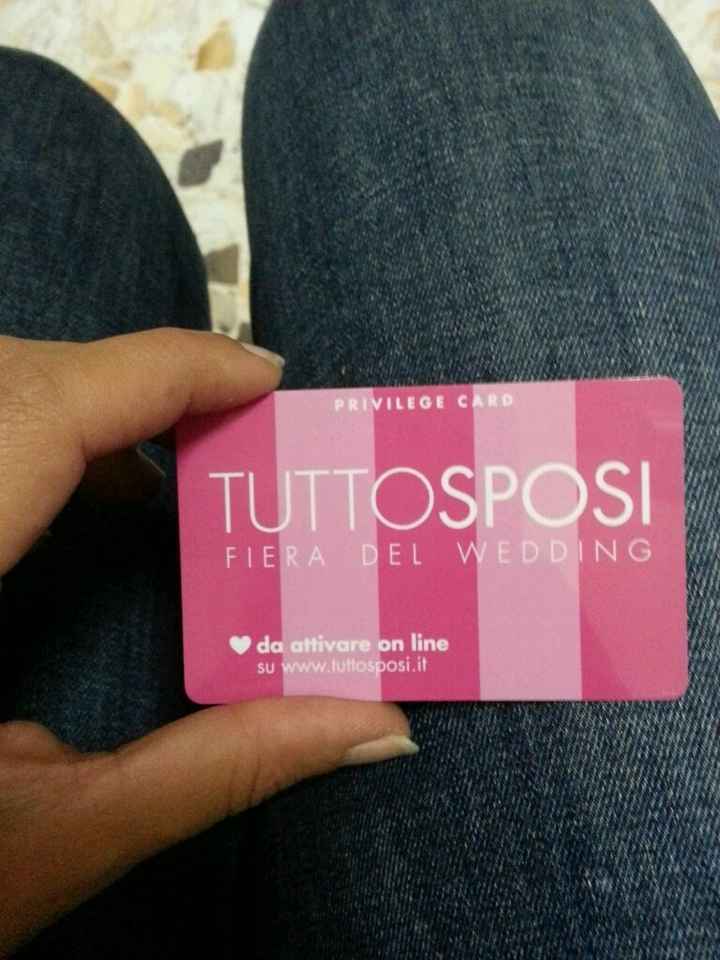 PRIVILEGE CARD
TUTTOSPOSI
FIERA DEL WEDDING
da attivare on line
su www.tuttosposi.it